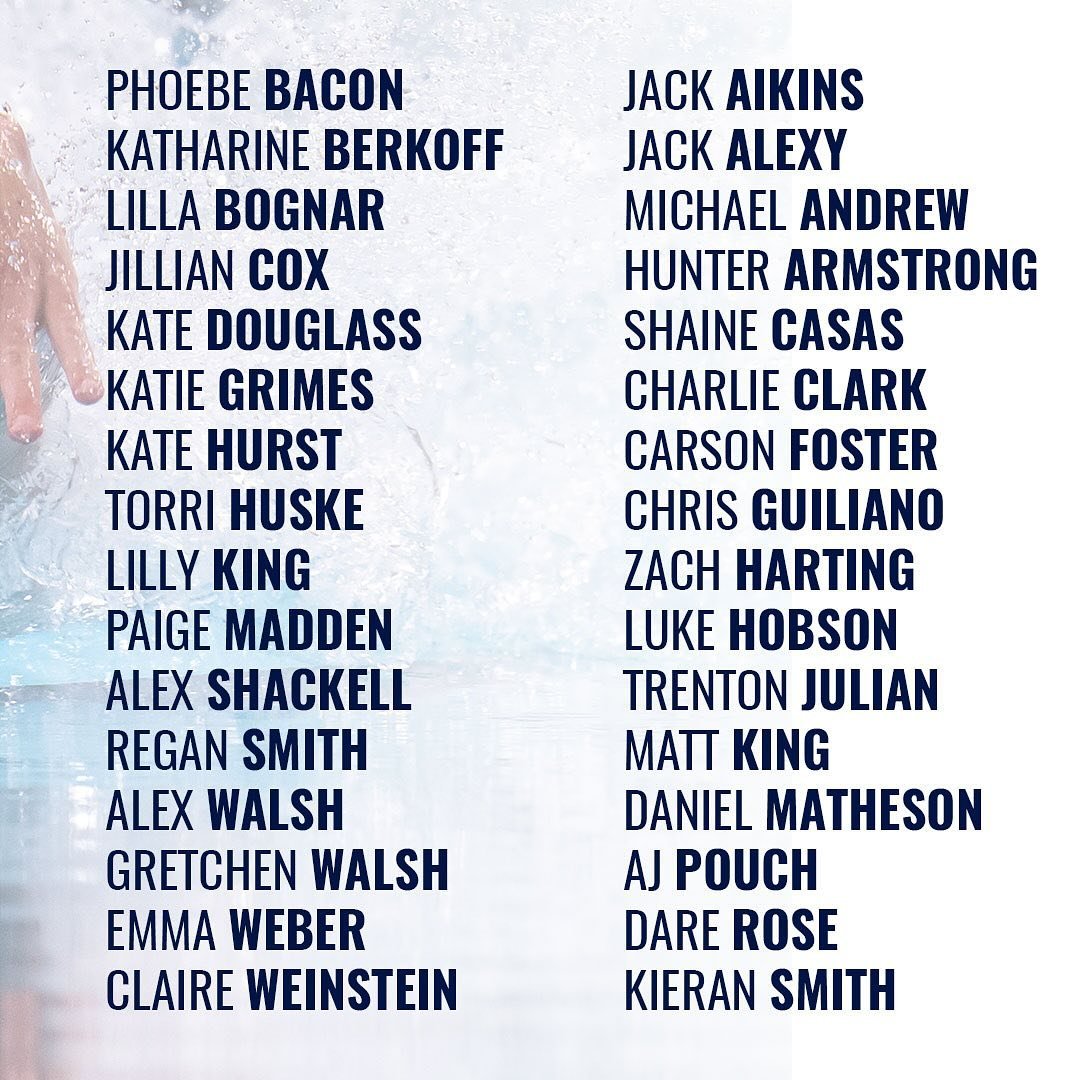 PHOEBE BACON
KATHARINE BERKOFF
LILLA BOGNAR
JILLIAN COX
KATE DOUGLASS
KATIE GRIMES
KATE HURST
TORRI HUSKE
LILLY KING
PAIGE MADDEN
ALEX SHACKELL
REGAN SMITH
ALEX WALSH
GRETCHEN WALSH
EMMA WEBER
CLAIRE WEINSTEIN
JACK AIKINS
JACK ALEXY
MICHAEL ANDREW
HUNTER ARMSTRONG
SHAINE CASAS
CHARLIE CLARK
CARSON FOSTER
CHRIS GUILIANO
ZACH HARTING
LUKE HOBSON
TRENTON JULIAN
MATT KING
DANIEL MATHESON
AJ POUCH
DARE ROSE
KIERAN SMITH